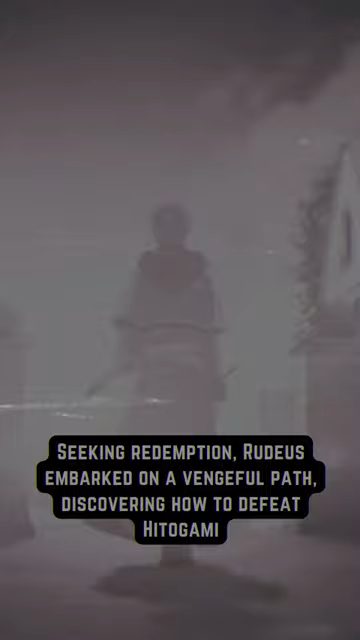 Seeking redemption, Rudeus
embarked on a vengeful path,
discovering how to defeat
Hitogami